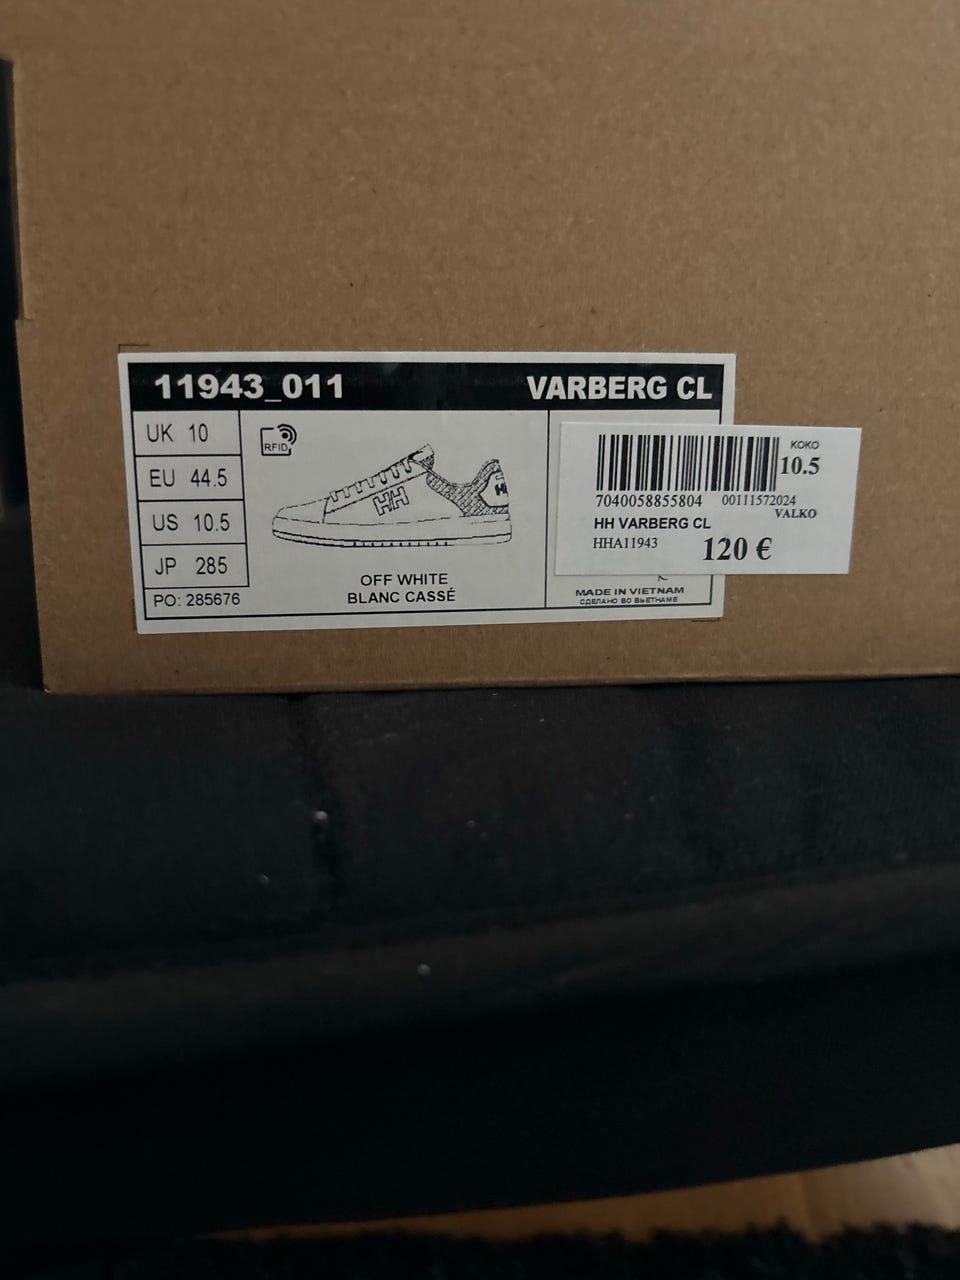 11943_011 VARBERG CL
UK 10
EU 44.5
US 10.5
JP 285
PO: 285676
RFID
HH
H
OFF WHITE
BLANC CASSÉ
KOKO
10.5
7040058855804 00111572024
VALKO
HH VARBERG CL
HHA11943
120 €
MADE IN VIETNAM
СДЕЛАНО ВО ВЬЕТНАМЕ